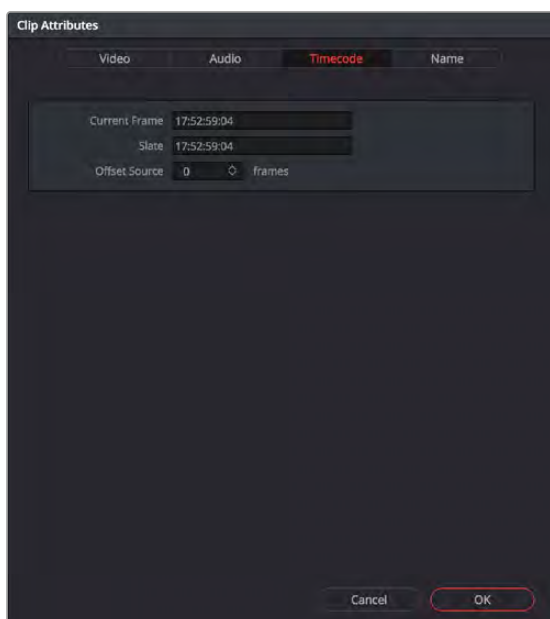 Clip Attributes
Video Audio Timecode Name
Current Frame 17:52:59:04
Slate 17:52:59:04
Offset Source 0 frames
Cancel OK